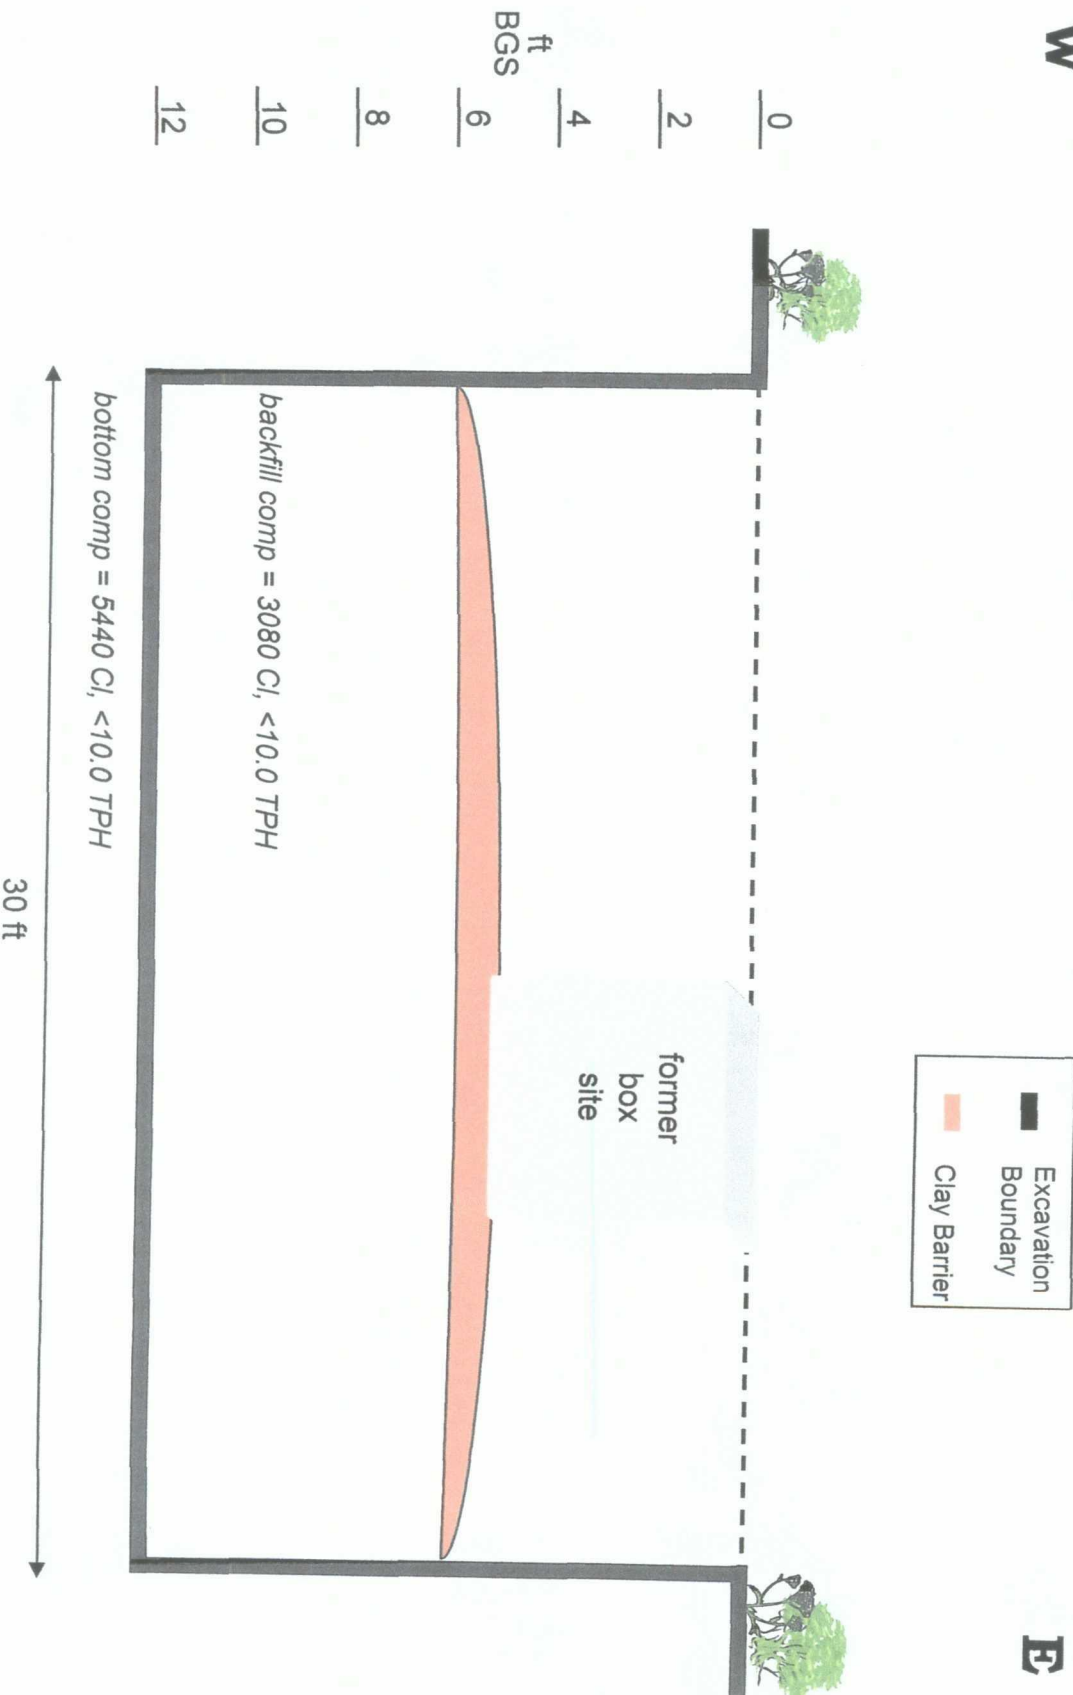 W
E
Excavation
Boundary
Clay Barrier
ft
BGS
0
2
4
6
8
10
12
former
box
site
backfill comp = 3080 Cl, <10.0 TPH
bottom comp = 5440 Cl, <10.0 TPH
30 ft